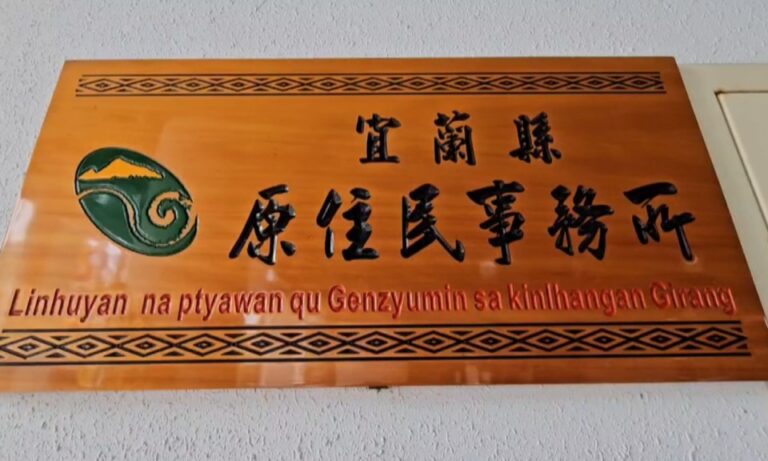 宜蘭縣
原住民事務所
Linhuyan na ptyawan qu Genzyumin sa kinlhangan Girang